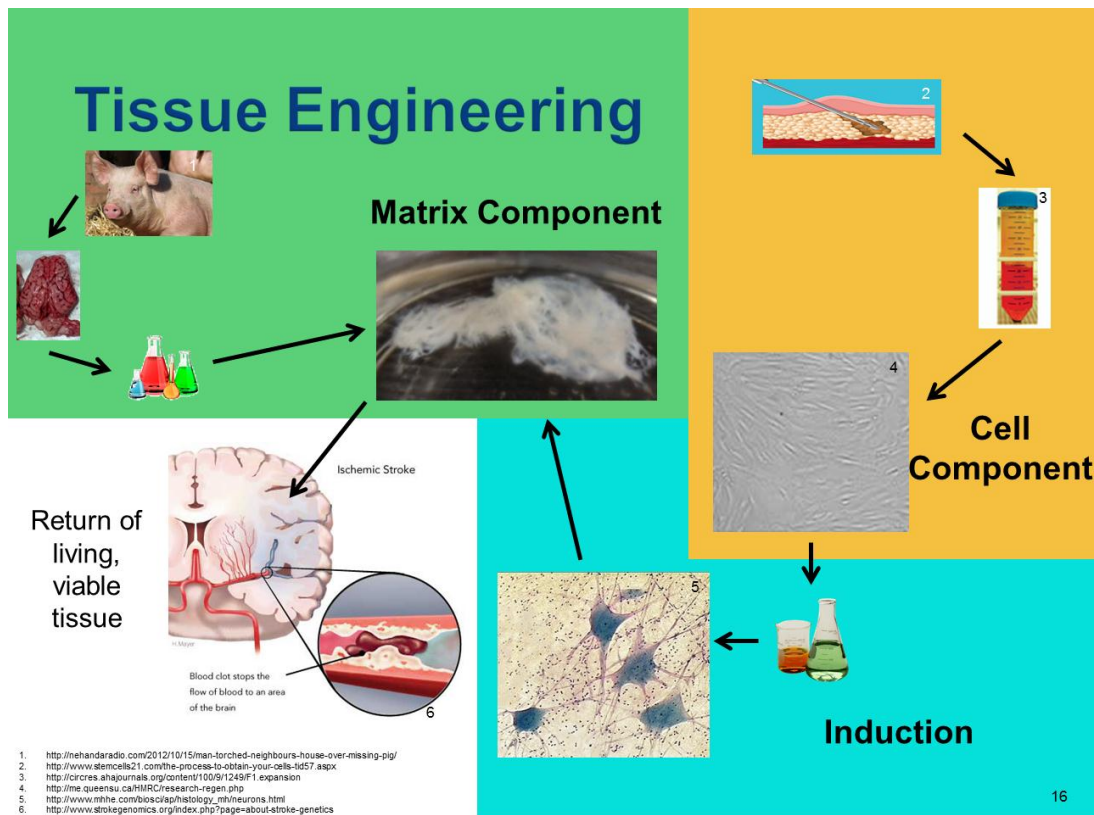 Tissue Engineering
1
Matrix Component
2
3
4
Cell
Component
Ischemic Stroke
Return of
living,
viable
tissue
Blood clot stops the
flow of blood to an area
of the brain
6
5
Induction
1. http://nehandaradio.com/2012/10/15/man-torched-neighbours-house-over-missing-pig/
2. http://www.stemcells21.com/the-process-to-obtain-your-cells-tid57.aspx
3. http://circres.ahajournals.org/content/100/9/1249/F1.expansion
4. http://me.queensu.ca/HMRC/research-regen.php
5. http://www.mhhe.com/biosci/ap/histology_mh/neurons.html
6. http://www.strokegenomics.org/index.php?page=about-stroke-genetics
16